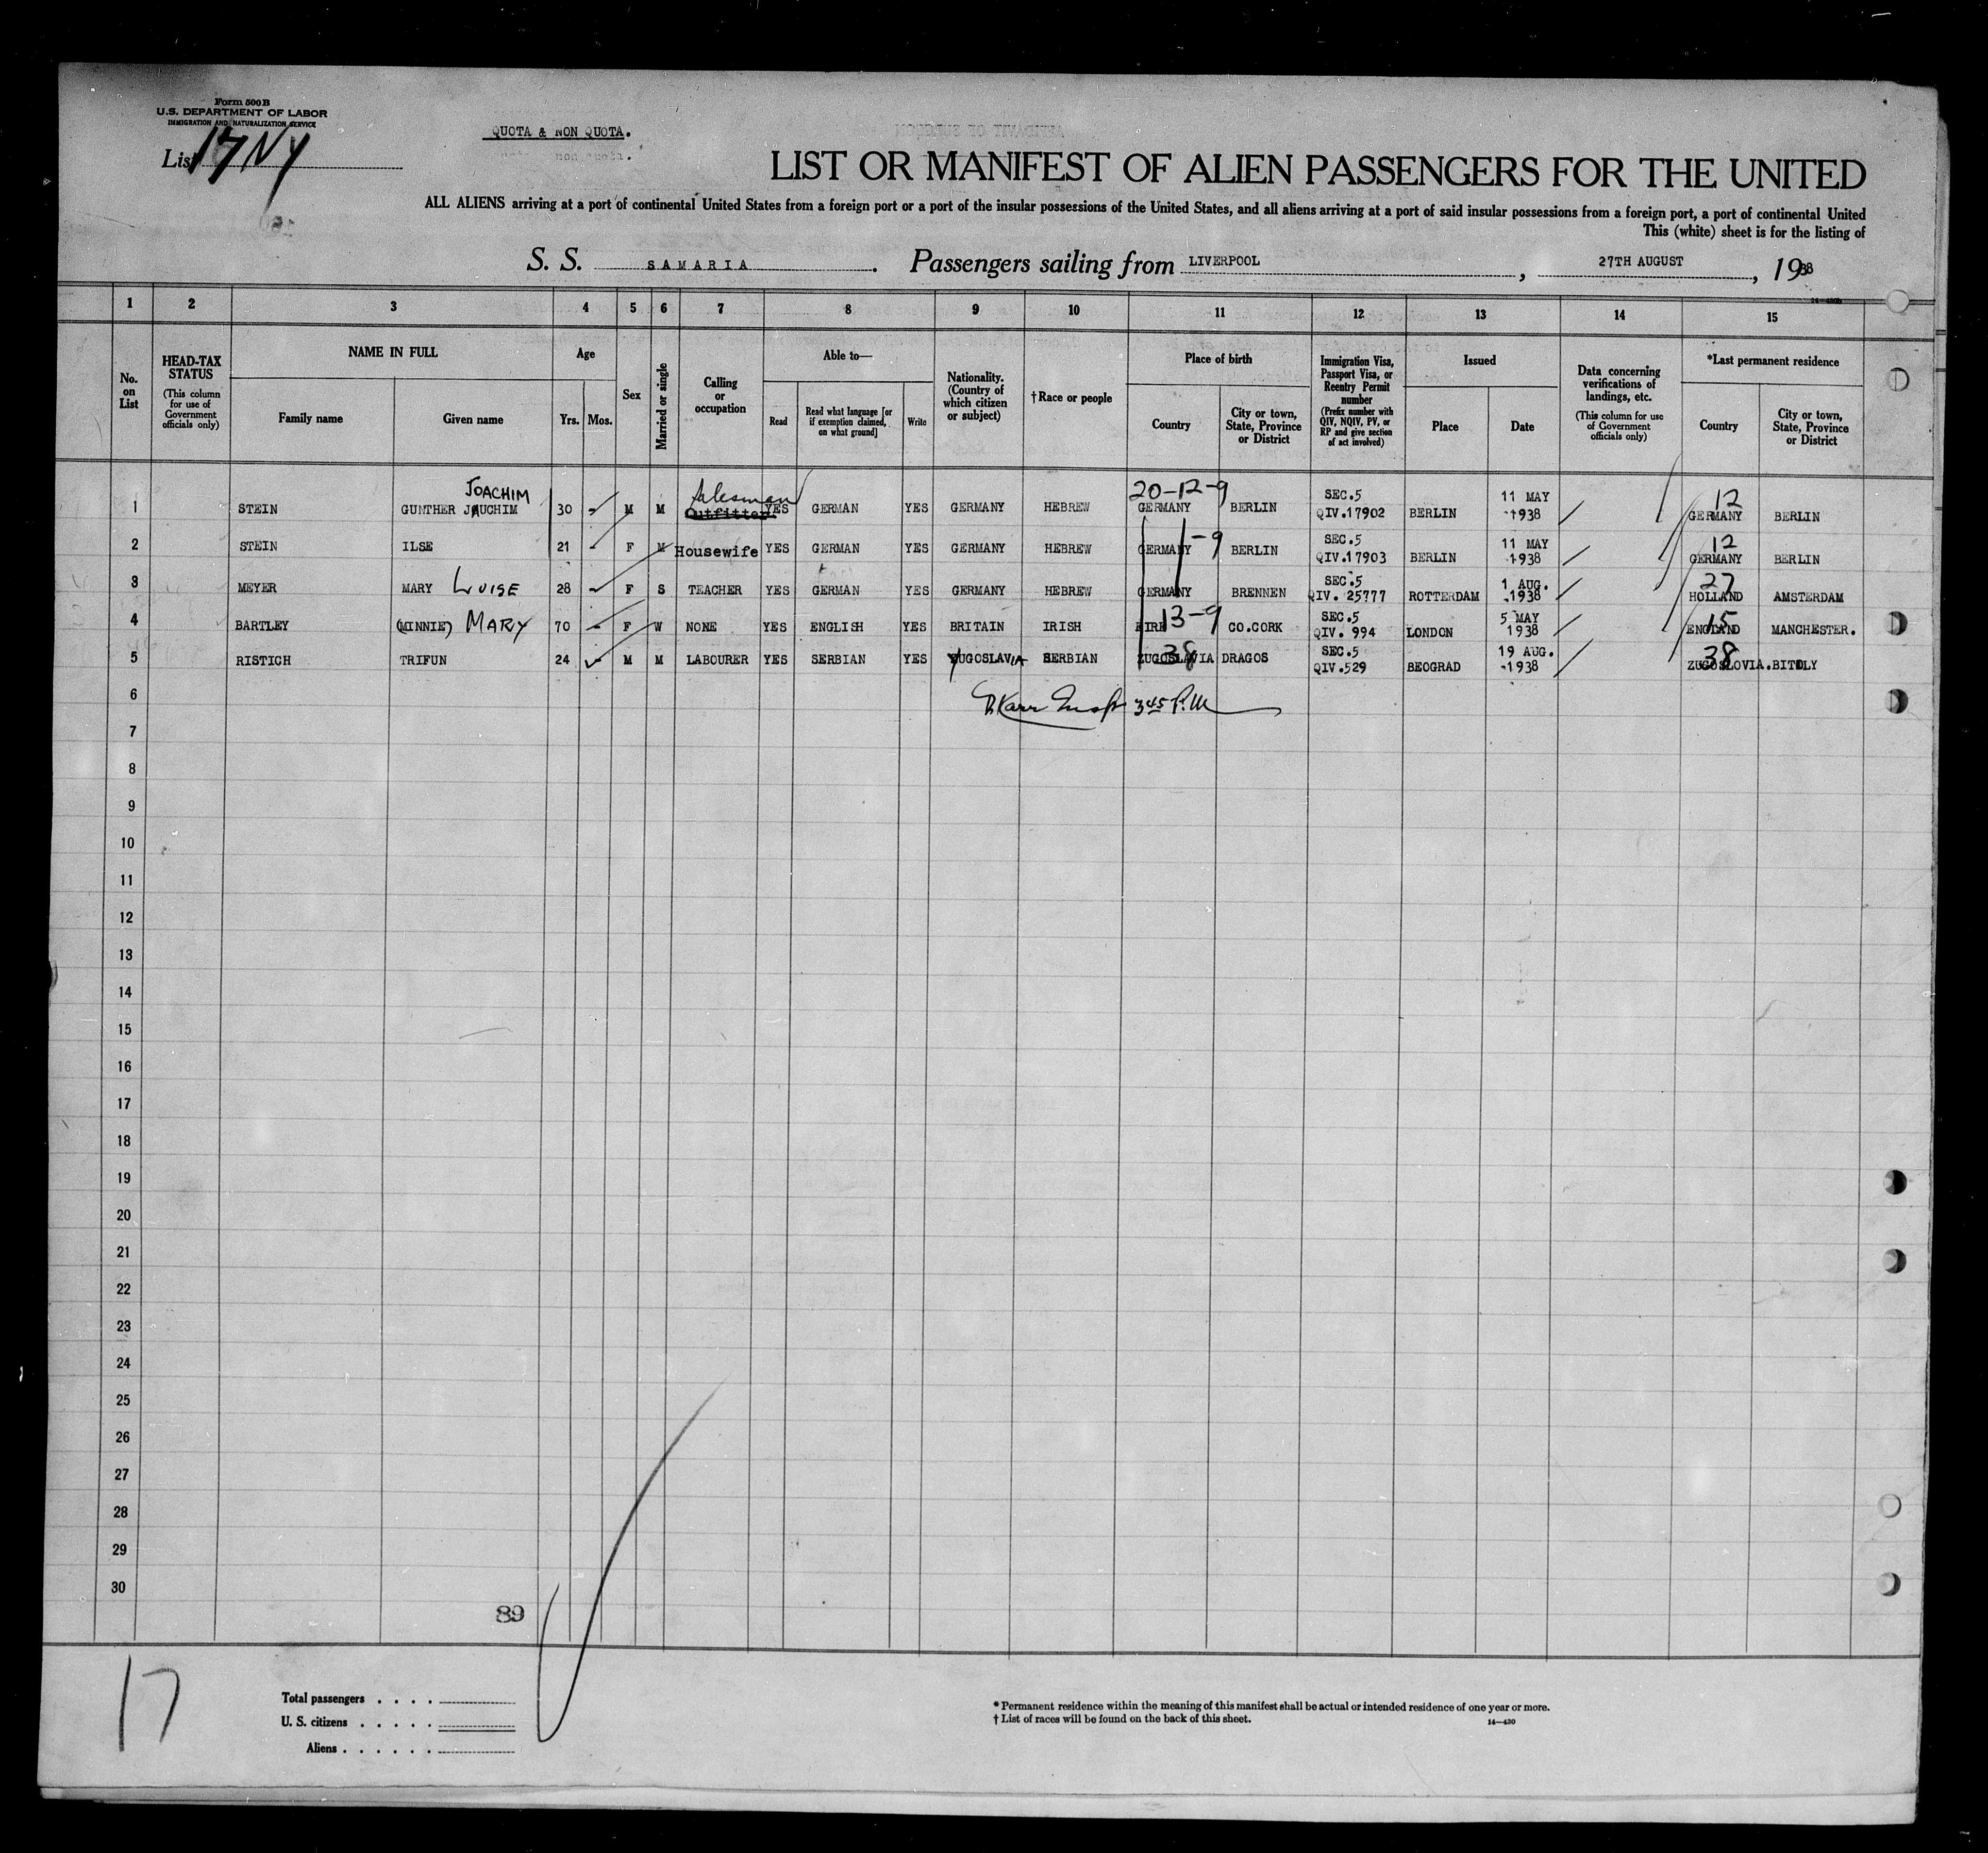 Form 500B
U.S. DEPARTMENT OF LABOR
IMMIGRATION AND NATURALIZATION SERVICE
List 17 NY
QUOTA & NON QUOTA.
LIST OR MANIFEST OF ALIEN PASSENGERS FOR THE UNITED
ALL ALIENS arriving at a port of continental United States from a foreign port or a port of the insular possessions of the United States, and all aliens arriving at a port of said insular possessions from a foreign port, a port of continental United
This (white) sheet is for the listing of
S. S. SAMARIA. Passengers sailing from LIVERPOOL, 27TH AUGUST, 1938
1 2 3 4 5 6 7 8 9 10 11 12 13 14 15
No. on List
HEAD-TAX STATUS (This column for use of Government officials only)
NAME IN FULL
Family name
Given name
Age
Yrs. Mos.
Sex
Married or single
Calling or occupation
Able to—
Read
Read what language [or if exemption claimed, on what ground]
Write
Nationality. (Country of which citizen or subject)
†Race or people
Place of birth
Country
City or town, State, Province or District
Immigration Visa, Passport Visa, or Reentry Permit number (Prefix number with QIV, NQIV, PV, or RP and give section of act involved)
Issued
Place
Date
Data concerning verifications of landings, etc. (This column for use of Government officials only)
*Last permanent residence
Country
City or town, State, Province or District
JOACHIM Salesman 20-12-9 12
1 STEIN GUNTHER JAUCHIM 30 M M Outfitter YES GERMAN YES GERMANY HEBREW GERMANY BERLIN SEC.5 QIV.17902 BERLIN 11 MAY 1938 GERMANY BERLIN
1-9 12
2 STEIN ILSE 21 F M Housewife YES GERMAN YES GERMANY HEBREW GERMANY BERLIN SEC.5 QIV.17903 BERLIN 11 MAY 1938 GERMANY BERLIN
27
3 MEYER MARY LUISE 28 F S TEACHER YES GERMAN YES GERMANY HEBREW GERMANY BRENNEN SEC.5 QIV. 25777 ROTTERDAM 1 AUG. 1938 HOLLAND AMSTERDAM
13-9 15
4 BARTLEY (MINNIE) MARY 70 F W NONE YES ENGLISH YES BRITAIN IRISH EIRE CO.CORK SEC.5 QIV. 994 LONDON 5 MAY 1938 ENGLAND MANCHESTER.
38 38
5 RISTICH TRIFUN 24 M M LABOURER YES SERBIAN YES YUGOSLAVIA SERBIAN ZUGOSLAVIA DRAGOS SEC.5 QIV.529 BEOGRAD 19 AUG. 1938 ZUGOSLOVIA. BITOLY
6 Karr Insp 3 45 P.M
7
8
9
10
11
12
13
14
15
16
17
18
19
20
21
22
23
24
25
26
27
28
29
30
89
17
Total passengers
U. S. citizens
Aliens
* Permanent residence within the meaning of this manifest shall be actual or intended residence of one year or more.
† List of races will be found on the back of this sheet.
14—430